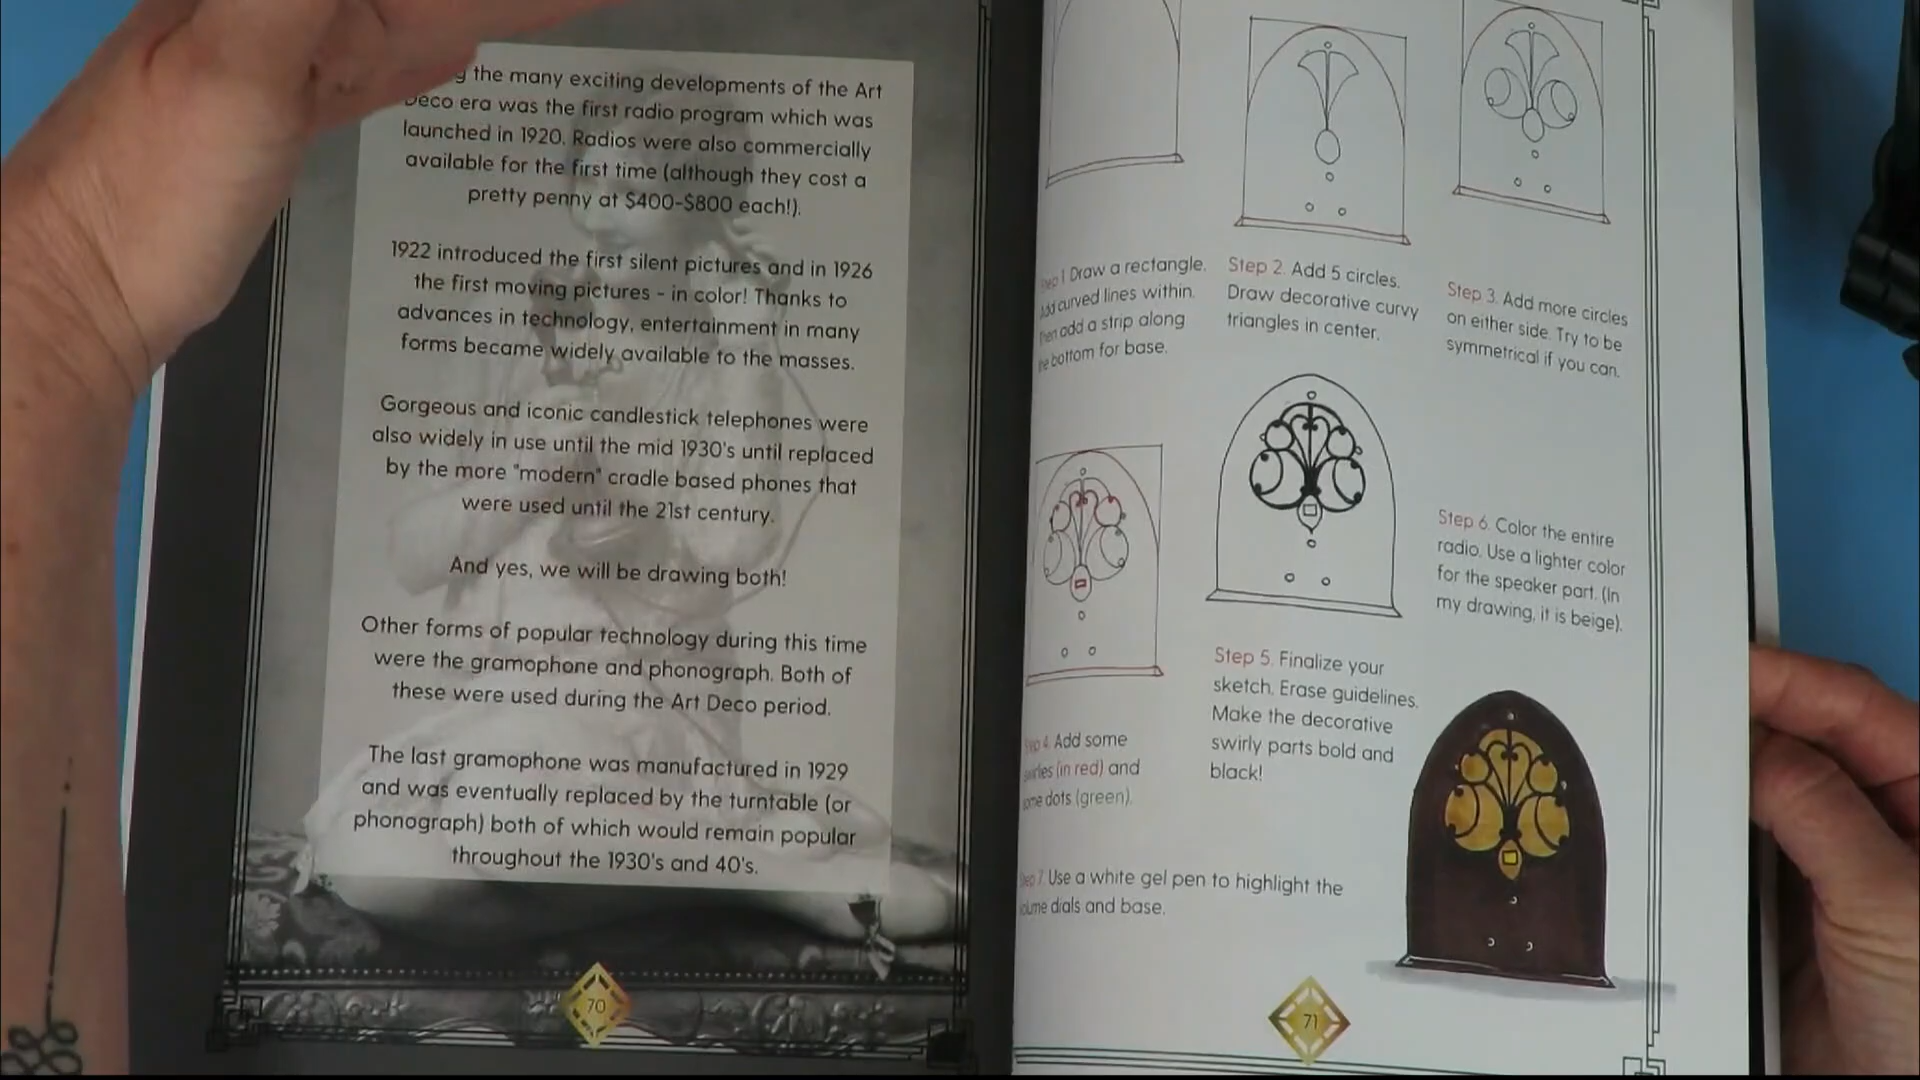 the many exciting developments of the Art
Deco era was the first radio program which was
launched in 1920. Radios were also commercially
available for the first time (although they cost a
pretty penny at $400-$800 each!).
1922 introduced the first silent pictures and in 1926
the first moving pictures - in color! Thanks to
advances in technology, entertainment in many
forms became widely available to the masses.
Gorgeous and iconic candlestick telephones were
also widely in use until the mid 1930's until replaced
by the more "modern" cradle based phones that
were used until the 21st century.
And yes, we will be drawing both!
Other forms of popular technology during this time
were the gramophone and phonograph. Both of
these were used during the Art Deco period.
The last gramophone was manufactured in 1929
and was eventually replaced by the turntable (or
phonograph) both of which would remain popular
throughout the 1930's and 40's.
70
1 Draw a rectangle.
curved lines within.
add a strip along
bottom for base.
Step 2. Add 5 circles.
Draw decorative curvy
triangles in center.
Step 3. Add more circles
on either side. Try to be
symmetrical if you can.
4. Add some
(in red) and
dots (green).
Step 5. Finalize your
sketch. Erase guidelines.
Make the decorative
swirly parts bold and
black!
Step 6. Color the entire
radio. Use a lighter color
for the speaker part. (In
my drawing, it is beige).
7. Use a white gel pen to highlight the
dials and base.
71